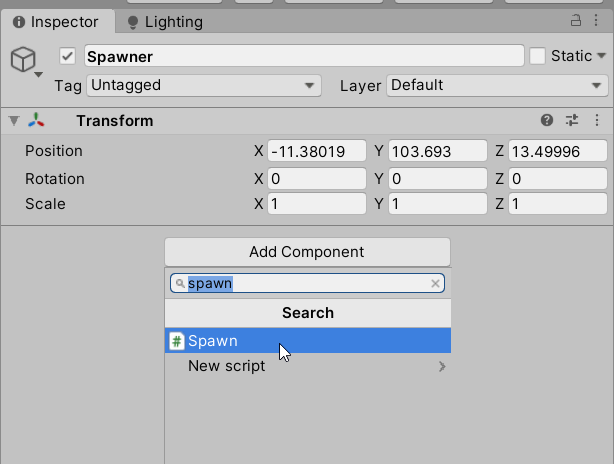 Inspector Lighting
Spawner Static
Tag Untagged Layer Default
Transform
Position X -11.38019 Y 103.693 Z 13.49996
Rotation X 0 Y 0 Z 0
Scale X 1 Y 1 Z 1
Add Component
spawn
Search
# Spawn
New script